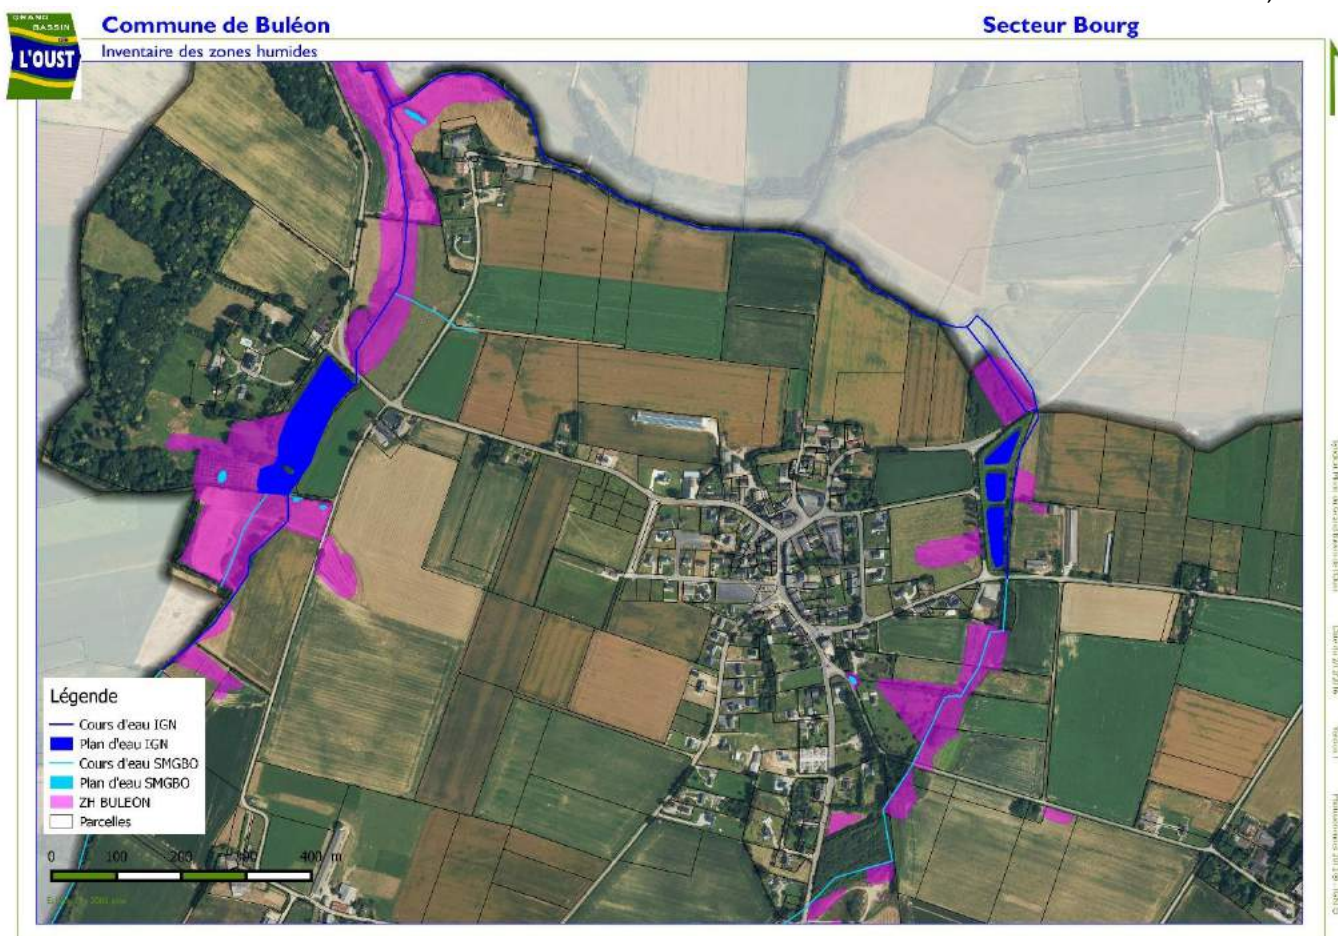 GRAND
BASSIN
DE
L'OUST
Commune de Buléon
Secteur Bourg
Inventaire des zones humides
Légende
Cours d'eau IGN
Plan d'eau IGN
Cours d'eau SMGBO
Plan d'eau SMGBO
ZH BULEON
Parcelles
0 100 200 300 400 m